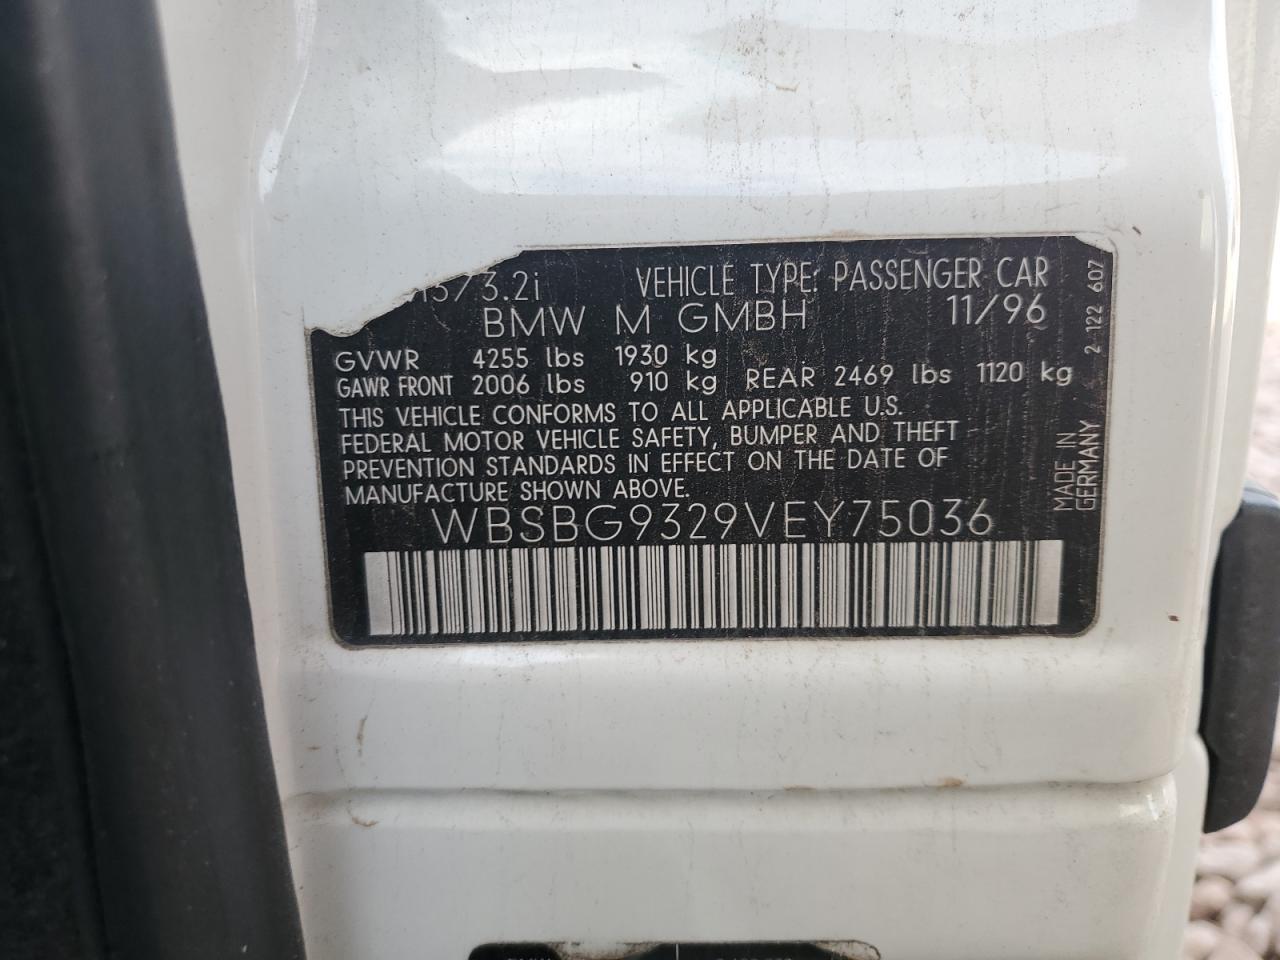 3.2i VEHICLE TYPE: PASSENGER CAR
BMW M GMBH 11/96
GVWR 4255 lbs 1930 kg
GAWR FRONT 2006 lbs 910 kg REAR 2469 lbs 1120 kg
THIS VEHICLE CONFORMS TO ALL APPLICABLE U.S.
FEDERAL MOTOR VEHICLE SAFETY, BUMPER AND THEFT
PREVENTION STANDARDS IN EFFECT ON THE DATE OF
MANUFACTURE SHOWN ABOVE.
WBSBG9329VEY75036
MADE IN
GERMANY
2 122 607